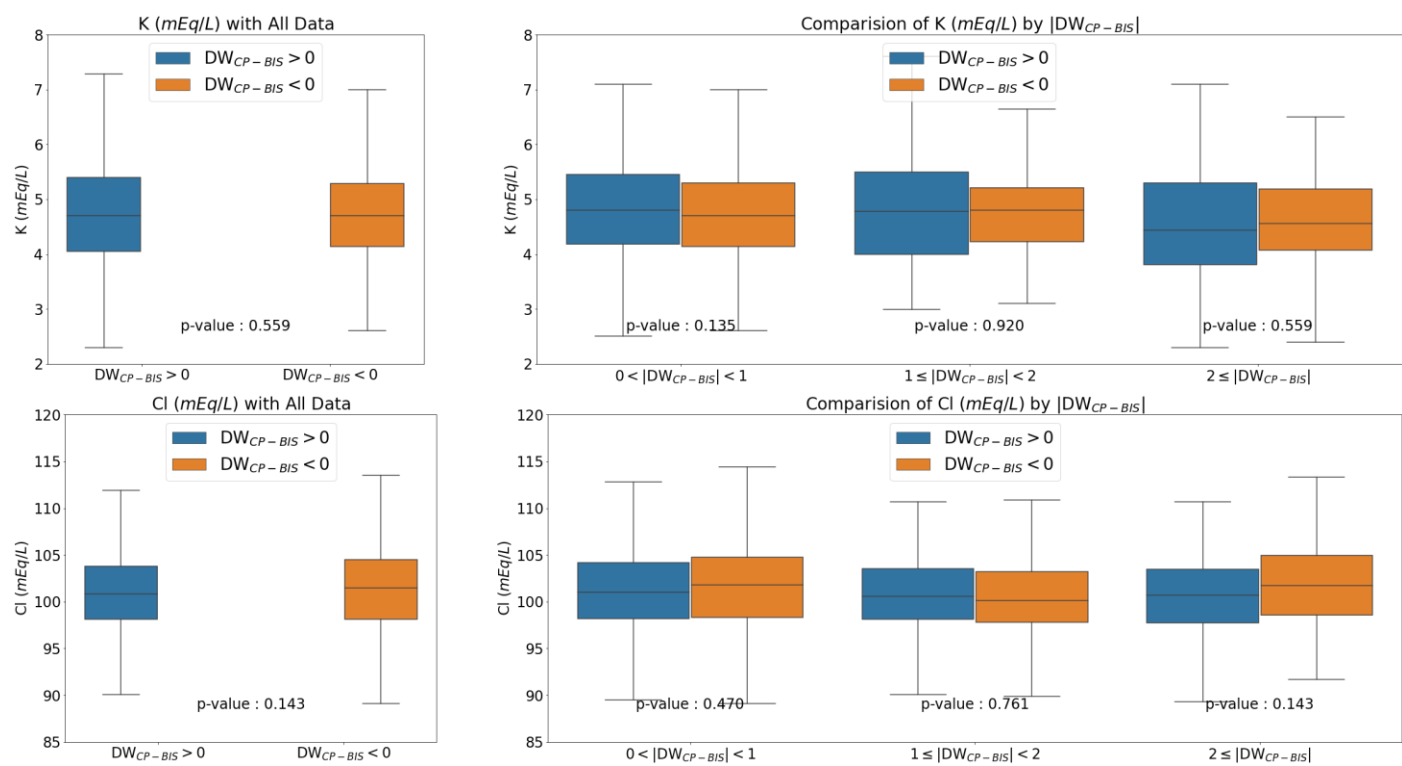 K (mEq/L) with All Data
DW_CP−BIS > 0
DW_CP−BIS < 0
K (mEq/L)
8
7
6
5
4
3
2
p-value : 0.559
DW_CP−BIS > 0
DW_CP−BIS < 0
Comparision of K (mEq/L) by |DW_CP−BIS|
DW_CP−BIS > 0
DW_CP−BIS < 0
K (mEq/L)
8
7
6
5
4
3
2
p-value : 0.135
p-value : 0.920
p-value : 0.559
0 < |DW_CP−BIS| < 1
1 ≤ |DW_CP−BIS| < 2
2 ≤ |DW_CP−BIS|
Cl (mEq/L) with All Data
DW_CP−BIS > 0
DW_CP−BIS < 0
Cl (mEq/L)
120
115
110
105
100
95
90
85
p-value : 0.143
DW_CP−BIS > 0
DW_CP−BIS < 0
Comparision of Cl (mEq/L) by |DW_CP−BIS|
DW_CP−BIS > 0
DW_CP−BIS < 0
Cl (mEq/L)
120
115
110
105
100
95
90
85
p-value : 0.470
p-value : 0.761
p-value : 0.143
0 < |DW_CP−BIS| < 1
1 ≤ |DW_CP−BIS| < 2
2 ≤ |DW_CP−BIS|